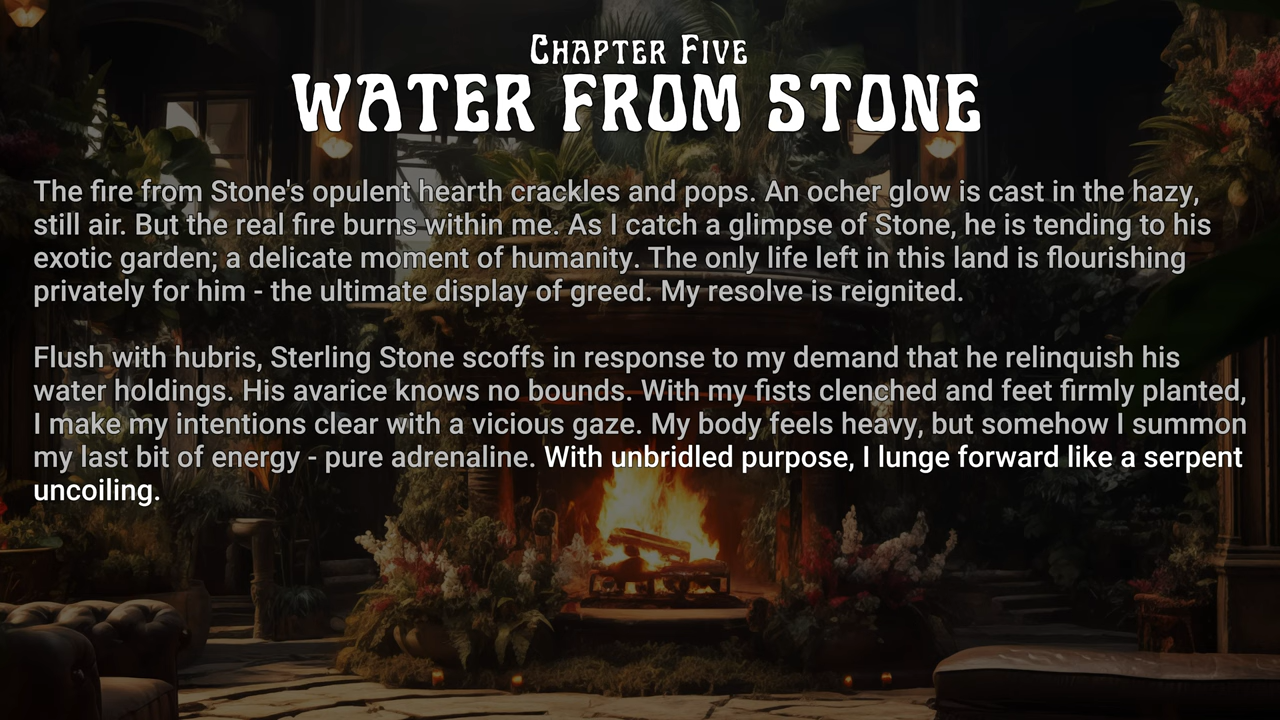 Chapter Five
WATER FROM STONE
The fire from Stone's opulent hearth crackles and pops. An ocher glow is cast in the hazy,
still air. But the real fire burns within me. As I catch a glimpse of Stone, he is tending to his
exotic garden; a delicate moment of humanity. The only life left in this land is flourishing
privately for him - the ultimate display of greed. My resolve is reignited.
Flush with hubris, Sterling Stone scoffs in response to my demand that he relinquish his
water holdings. His avarice knows no bounds. With my fists clenched and feet firmly planted,
I make my intentions clear with a vicious gaze. My body feels heavy, but somehow I summon
my last bit of energy - pure adrenaline. With unbridled purpose, I lunge forward like a serpent
uncoiling.